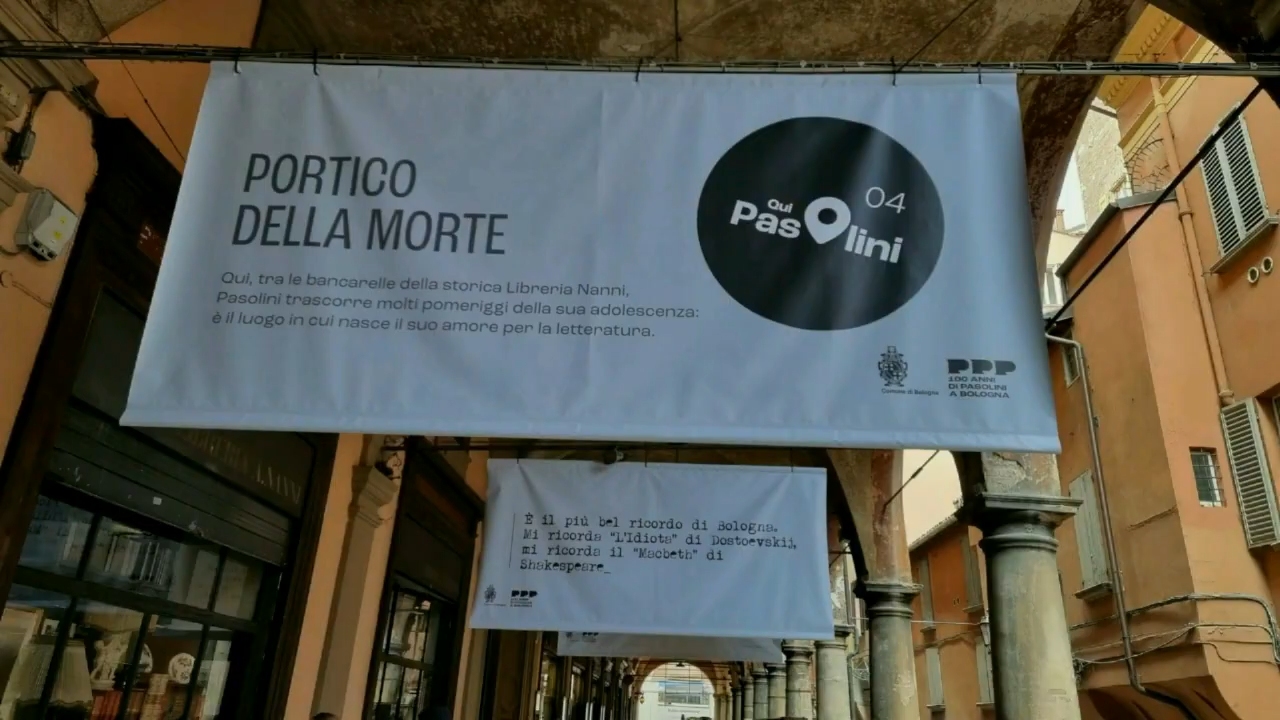 PORTICO
DELLA MORTE
Qui, tra le bancarelle della storica Libreria Nanni,
Pasolini trascorre molti pomeriggi della sua adolescenza:
è il luogo in cui nasce il suo amore per la letteratura.
Qui 04
Pasolini
Comune di Bologna
PPP
100 ANNI
DI PASOLINI
A BOLOGNA
È il più bel ricordo di Bologna.
Mi ricorda "L'Idiota" di Dostoevskij,
mi ricorda il "Macbeth" di
Shakespeare_
PPP